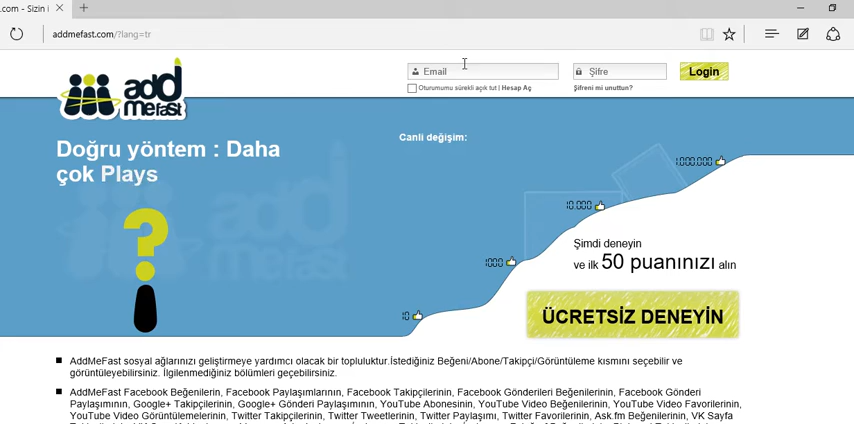 .com - Sizin i
addmefast.com/?lang=tr
add
mefast
Email
Şifre
Login
Oturumumu sürekli açık tut | Hesap Aç
Şifreni mi unuttun?
Doğru yöntem : Daha
çok Plays
Canli değişim:
1.000.000
10.000
1000
10
Şimdi deneyin
ve ilk 50 puanınızı alın
ÜCRETSİZ DENEYİN
add
mefast
AddMeFast sosyal ağlarınızı geliştirmeye yardımcı olacak bir topluluktur.İstediğiniz Beğeni/Abone/Takipçi/Görüntüleme kısmını seçebilir ve
görüntüleyebilirsiniz. İlgilenmediğiniz bölümleri geçebilirsiniz.
AddMeFast Facebook Beğenilerin, Facebook Paylaşımlarının, Facebook Takipçilerinin, Facebook Gönderileri Beğenilerinin, Facebook Gönderi
Paylaşımının, Google+ Takipçilerinin, Google+ Gönderi Paylaşımının, YouTube Abonesinin, YouTube Video Beğenilerinin, YouTube Video Favorilerinin,
YouTube Video Görüntülemelerinin, Twitter Takipçilerinin, Twitter Tweetlerinin, Twitter Paylaşımı, Twitter Favorilerinin, Ask.fm Beğenilerinin, VK Sayfa